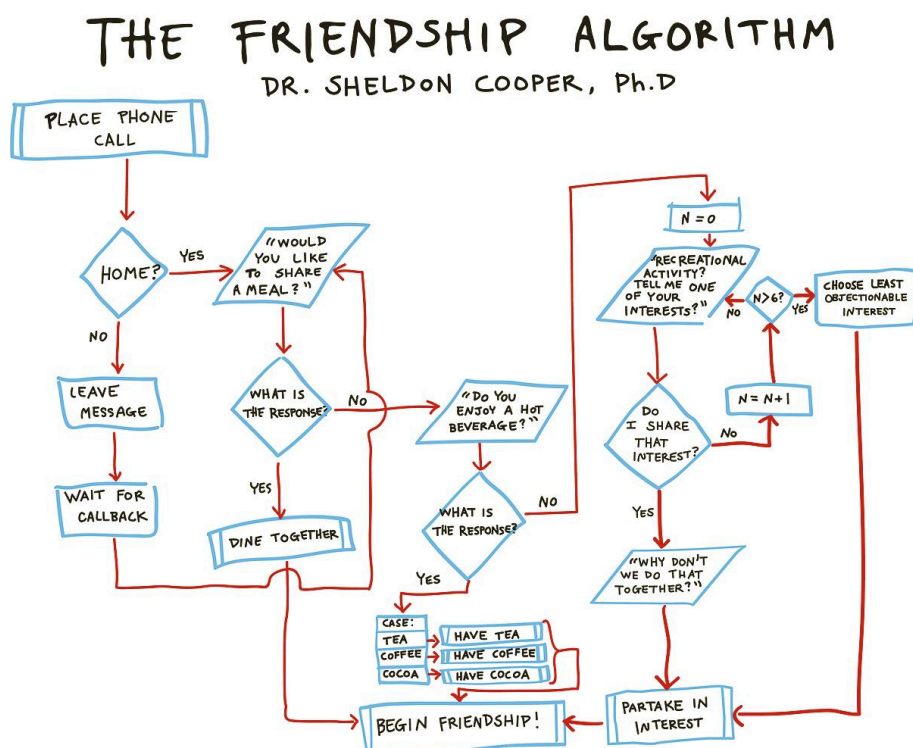 THE FRIENDSHIP ALGORITHM
DR. SHELDON COOPER, Ph.D
PLACE PHONE
CALL
HOME?
YES
NO
LEAVE
MESSAGE
WAIT FOR
CALLBACK
"WOULD
YOU LIKE
TO SHARE
A MEAL?"
WHAT IS
THE RESPONSE?
NO
YES
DINE TOGETHER
"DO YOU
ENJOY A HOT
BEVERAGE?"
WHAT IS
THE RESPONSE?
NO
YES
CASE:
TEA
HAVE TEA
COFFEE
HAVE COFFEE
COCOA
HAVE COCOA
BEGIN FRIENDSHIP!
N=0
"RECREATIONAL
ACTIVITY?
TELL ME ONE
OF YOUR
INTERESTS?"
N>6?
NO
YES
CHOOSE LEAST
OBJECTIONABLE
INTEREST
N=N+1
DO
I SHARE
THAT
INTEREST?
NO
YES
"WHY DON'T
WE DO THAT
TOGETHER?"
PARTAKE IN
INTEREST